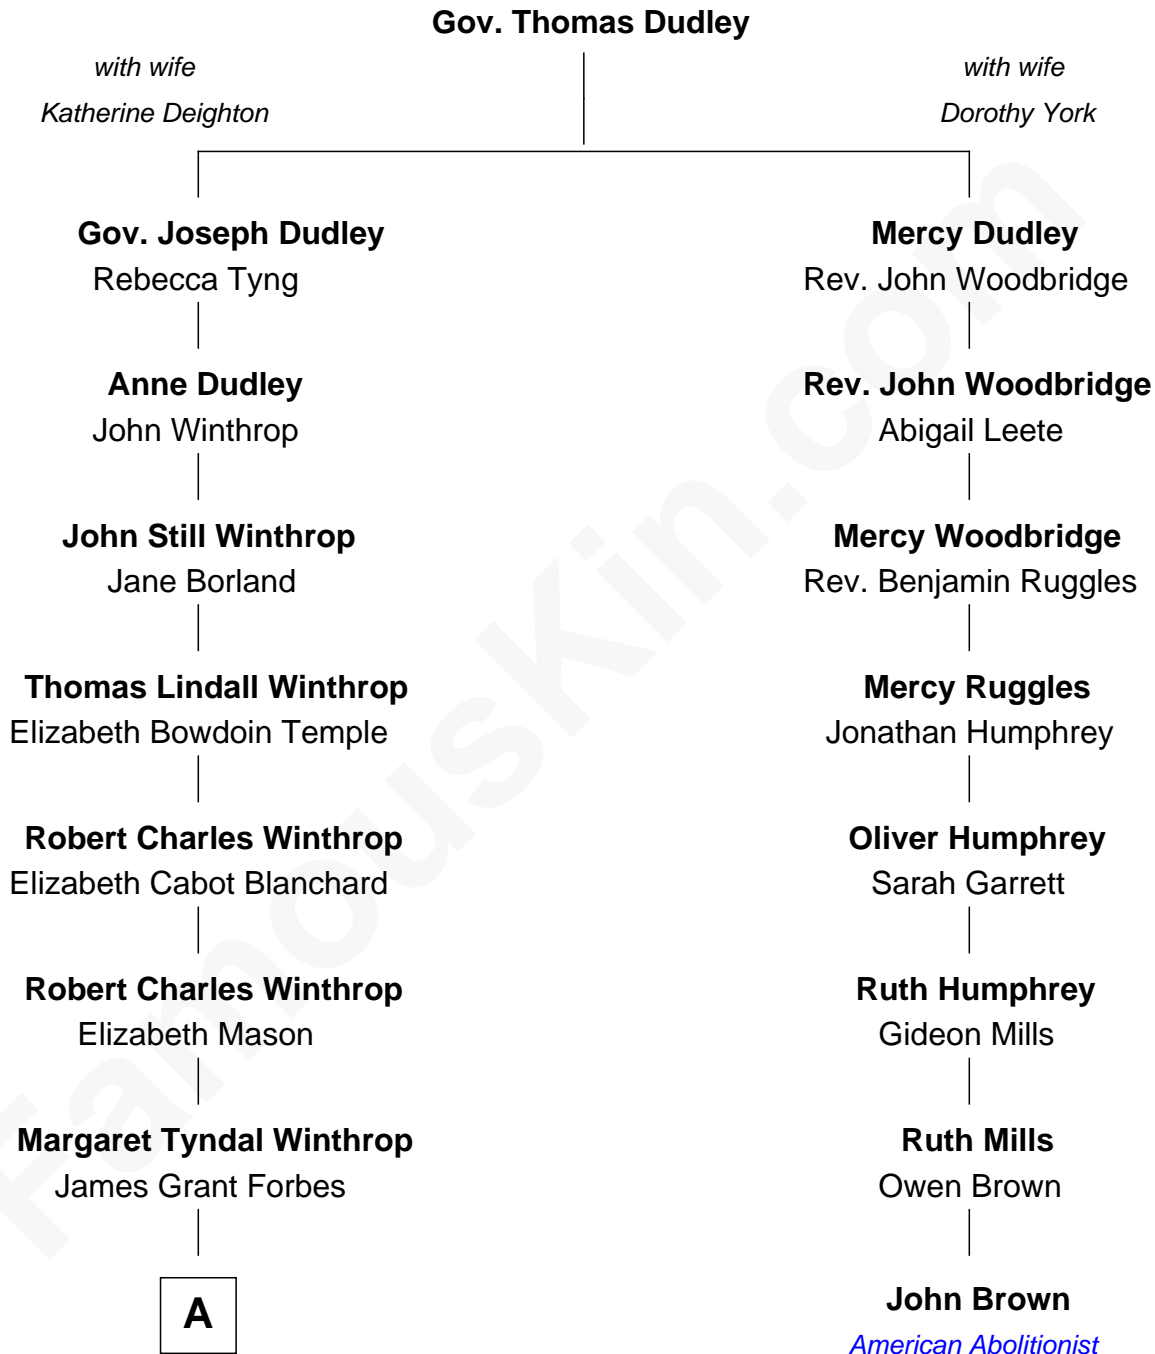 Gov. Thomas Dudley
with wife
Katherine Deighton
with wife
Dorothy York
Gov. Joseph Dudley
Rebecca Tyng
Mercy Dudley
Rev. John Woodbridge
Anne Dudley
John Winthrop
Rev. John Woodbridge
Abigail Leete
John Still Winthrop
Jane Borland
Mercy Woodbridge
Rev. Benjamin Ruggles
Thomas Lindall Winthrop
Elizabeth Bowdoin Temple
Mercy Ruggles
Jonathan Humphrey
Robert Charles Winthrop
Elizabeth Cabot Blanchard
Oliver Humphrey
Sarah Garrett
Robert Charles Winthrop
Elizabeth Mason
Ruth Humphrey
Gideon Mills
Margaret Tyndal Winthrop
James Grant Forbes
Ruth Mills
Owen Brown
A
John Brown
American Abolitionist
FamousKin.com